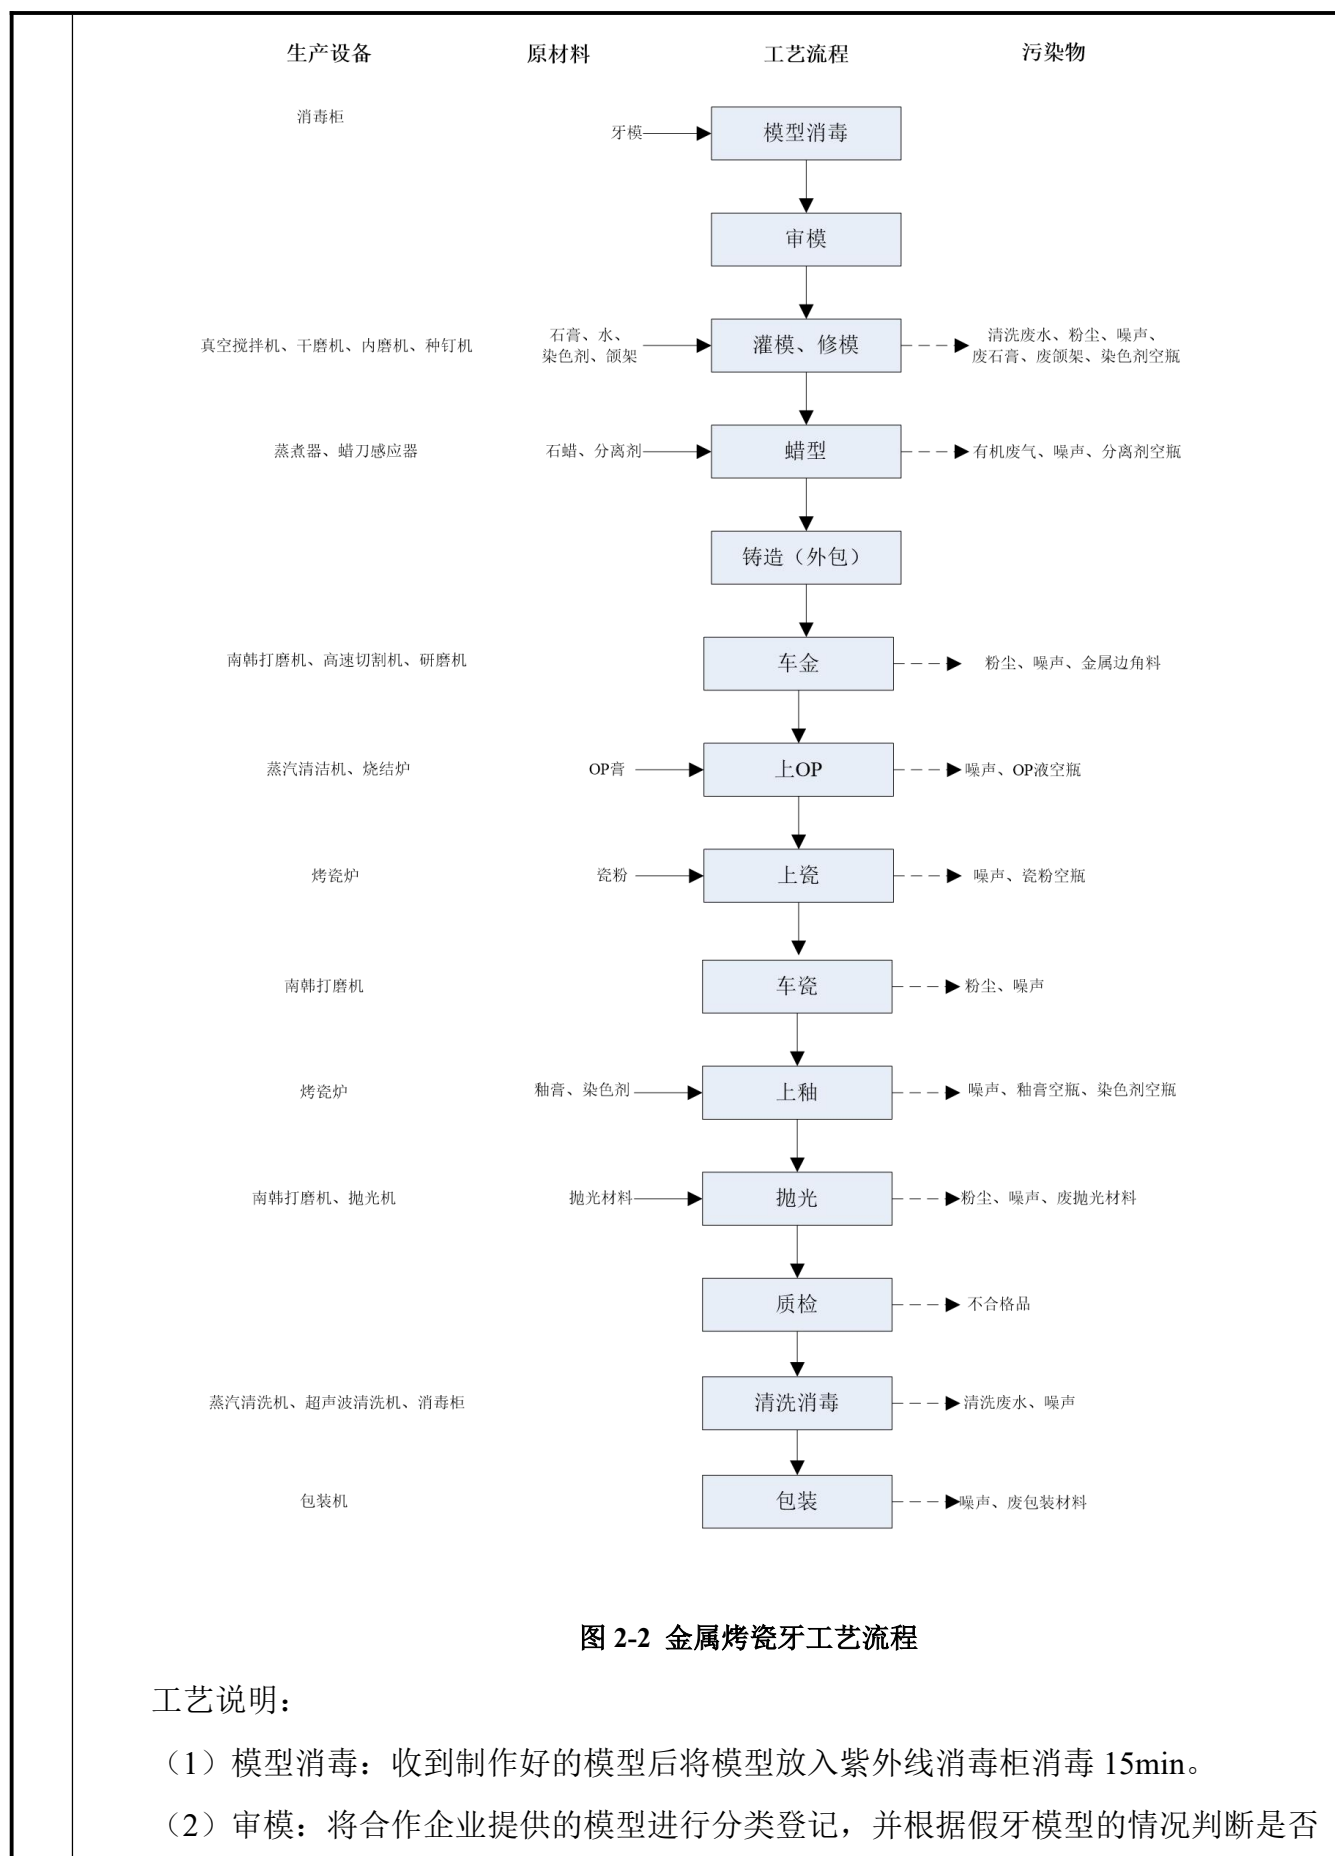 生产设备 原材料 工艺流程 污染物
消毒柜
牙模 模型消毒
审模
石膏、水、 清洗废水、粉尘、噪声、
真空搅拌机、干磨机、内磨机、种钉机 灌模、修模
染色剂、颌架 废石膏、废颌架、染色剂空瓶
蒸煮器、蜡刀感应器 石蜡、分离剂 蜡型 有机废气、噪声、分离剂空瓶
铸造（外包）
南韩打磨机、高速切割机、研磨机 车金 粉尘、噪声、金属边角料
蒸汽清洁机、烧结炉 OP膏 上OP 噪声、OP液空瓶
烤瓷炉 瓷粉 上瓷 噪声、瓷粉空瓶
南韩打磨机 车瓷 粉尘、噪声
烤瓷炉 釉膏、染色剂 上釉 噪声、釉膏空瓶、染色剂空瓶
南韩打磨机、抛光机 抛光材料 抛光 粉尘、噪声、废抛光材料
质检 不合格品
蒸汽清洗机、超声波清洗机、消毒柜 清洗消毒 清洗废水、噪声
包装机 包装 噪声、废包装材料
图 2-2 金属烤瓷牙工艺流程
工艺说明：
（1）模型消毒：收到制作好的模型后将模型放入紫外线消毒柜消毒 15min。
（2）审模：将合作企业提供的模型进行分类登记，并根据假牙模型的情况判断是否